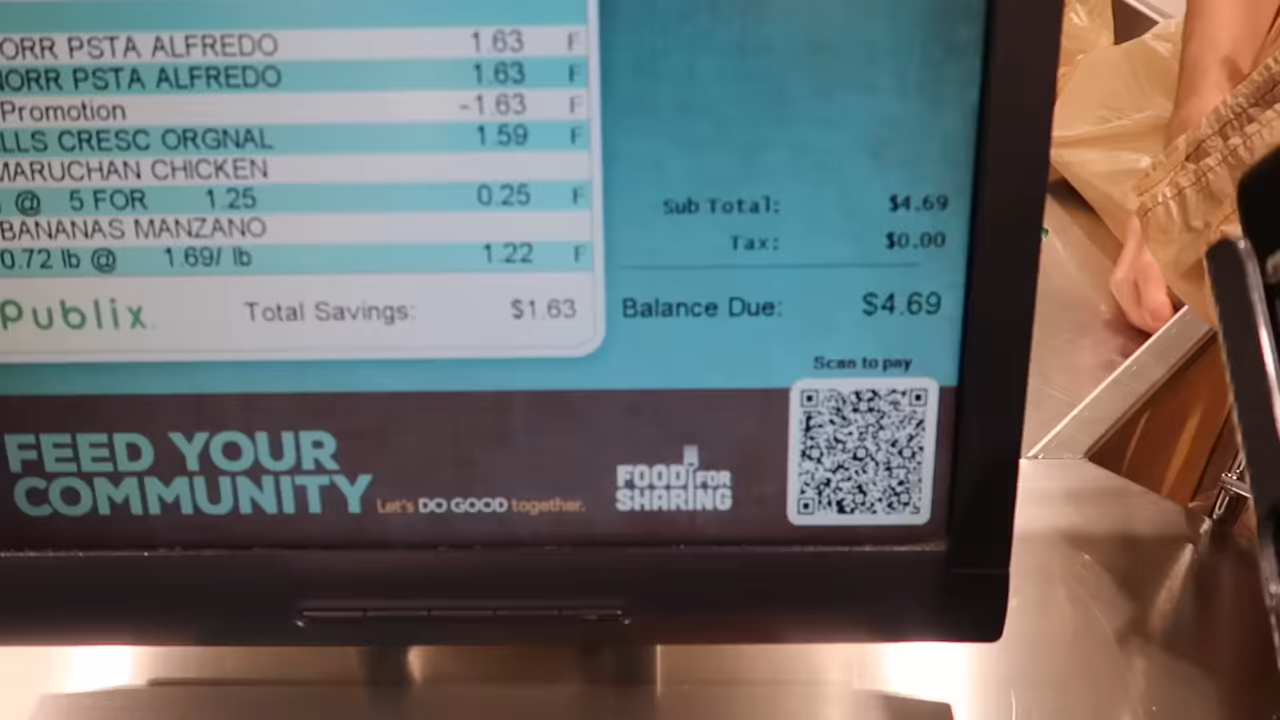 ORR PSTA ALFREDO 1.63 F
NORR PSTA ALFREDO 1.63 F
Promotion -1.63 F
LLS CRESC ORGNAL 1.59 F
MARUCHAN CHICKEN
@ 5 FOR 1.25 0.25 F
BANANAS MANZANO
0.72 lb @ 1.69/ lb 1.22 F
Publix. Total Savings: $1.63
Sub Total: $4.69
Tax: $0.00
Balance Due: $4.69
Scan to pay
FEED YOUR
COMMUNITY Let's DO GOOD together.
FOOD FOR
SHARING